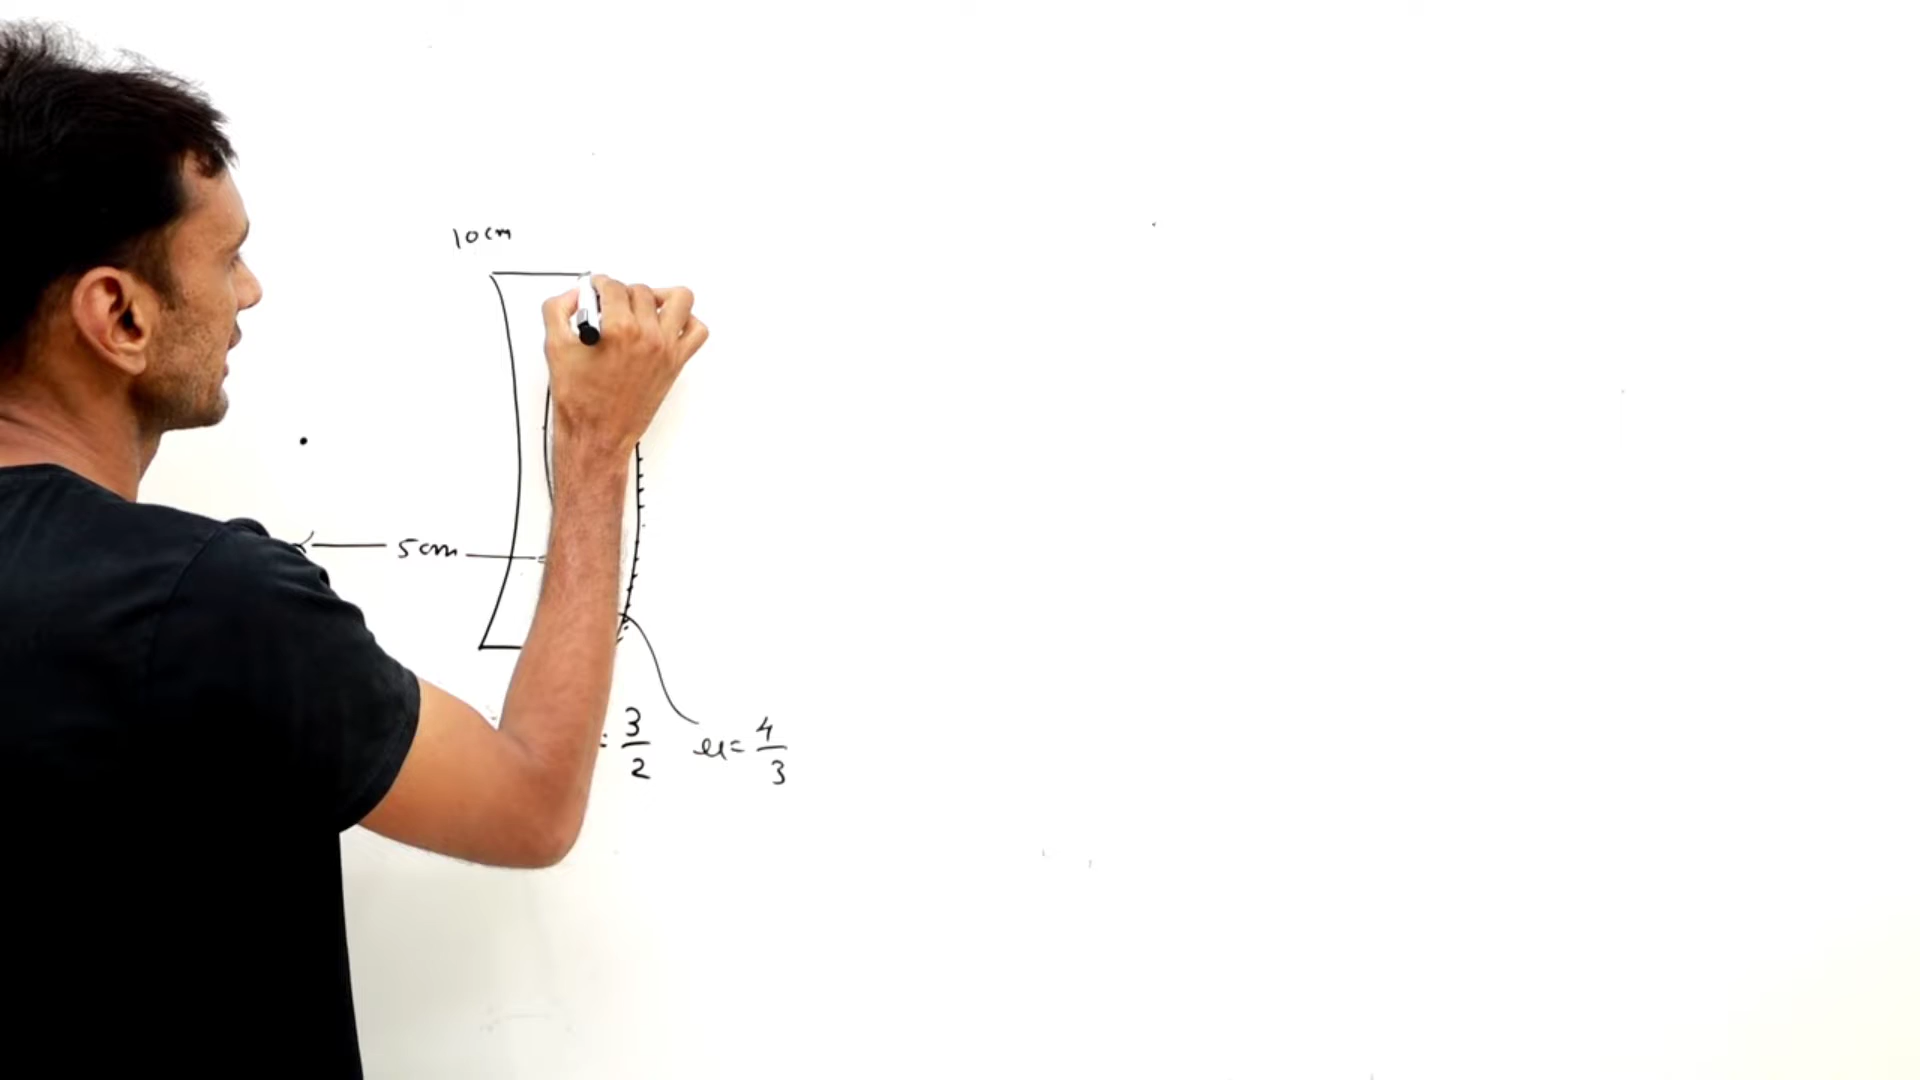 10cm
5cm
= 3/2
μ = 4/3